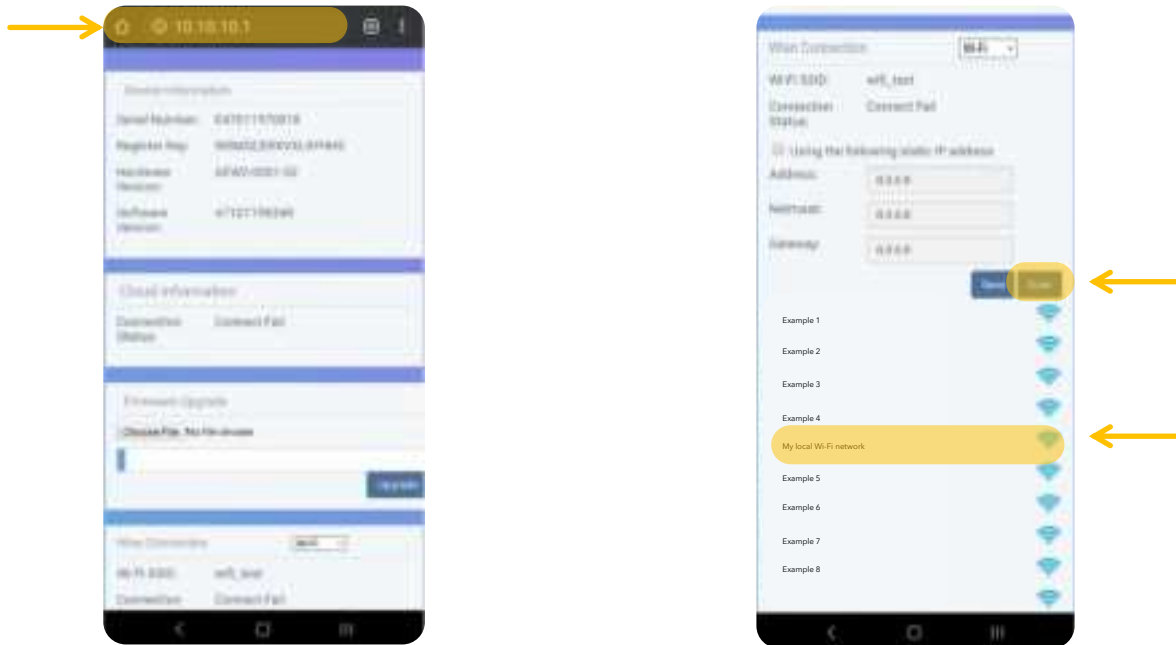 10.10.10.1
Device Information
Serial Number:
Register Key:
Hardware
Version:
Software
Version:
Cloud Information
Connection Connect Fail
Status:
Firmware Upgrade
Choose File No file chosen
Upgrade
Wan Connection Wi-Fi
Wi-Fi SSID: wifi_test
Connection Connect Fail
Wan Connection Wi-Fi
Wi-Fi SSID: wifi_test
Connection Connect Fail
Status:
Using the following static IP address
Address: 0.0.0.0
Netmask: 0.0.0.0
Gateway: 0.0.0.0
Save Scan
Example 1
Example 2
Example 3
Example 4
My local Wi-Fi network
Example 5
Example 6
Example 7
Example 8